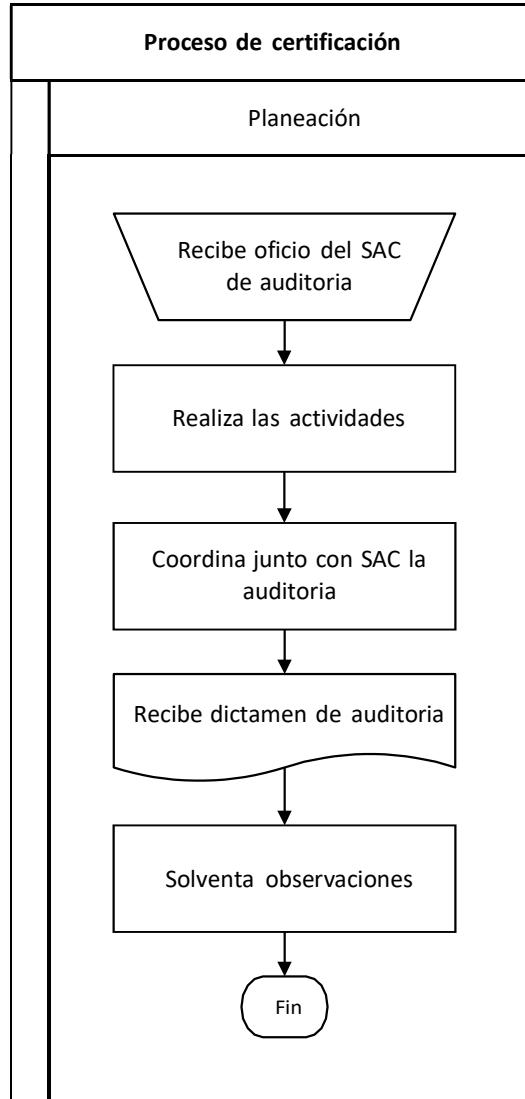 Proceso de certificación
Planeación
Recibe oficio del SAC
de auditoria
Realiza las actividades
Coordina junto con SAC la
auditoria
Recibe dictamen de auditoria
Solventa observaciones
Fin